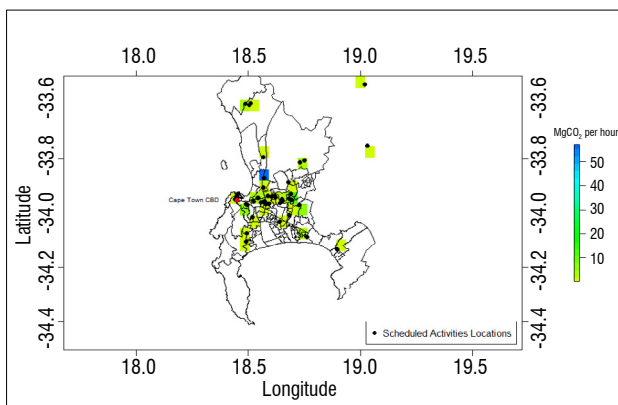 18.0 18.5 19.0 19.5
-33.6
-33.8
-34.0
-34.2
-34.4
Latitude
Cape Town CBD
MgCO₂ per hour
50
40
30
20
10
Scheduled Activities Locations
18.0 18.5 19.0 19.5
-33.6
-33.8
-34.0
-34.2
-34.4
Longitude